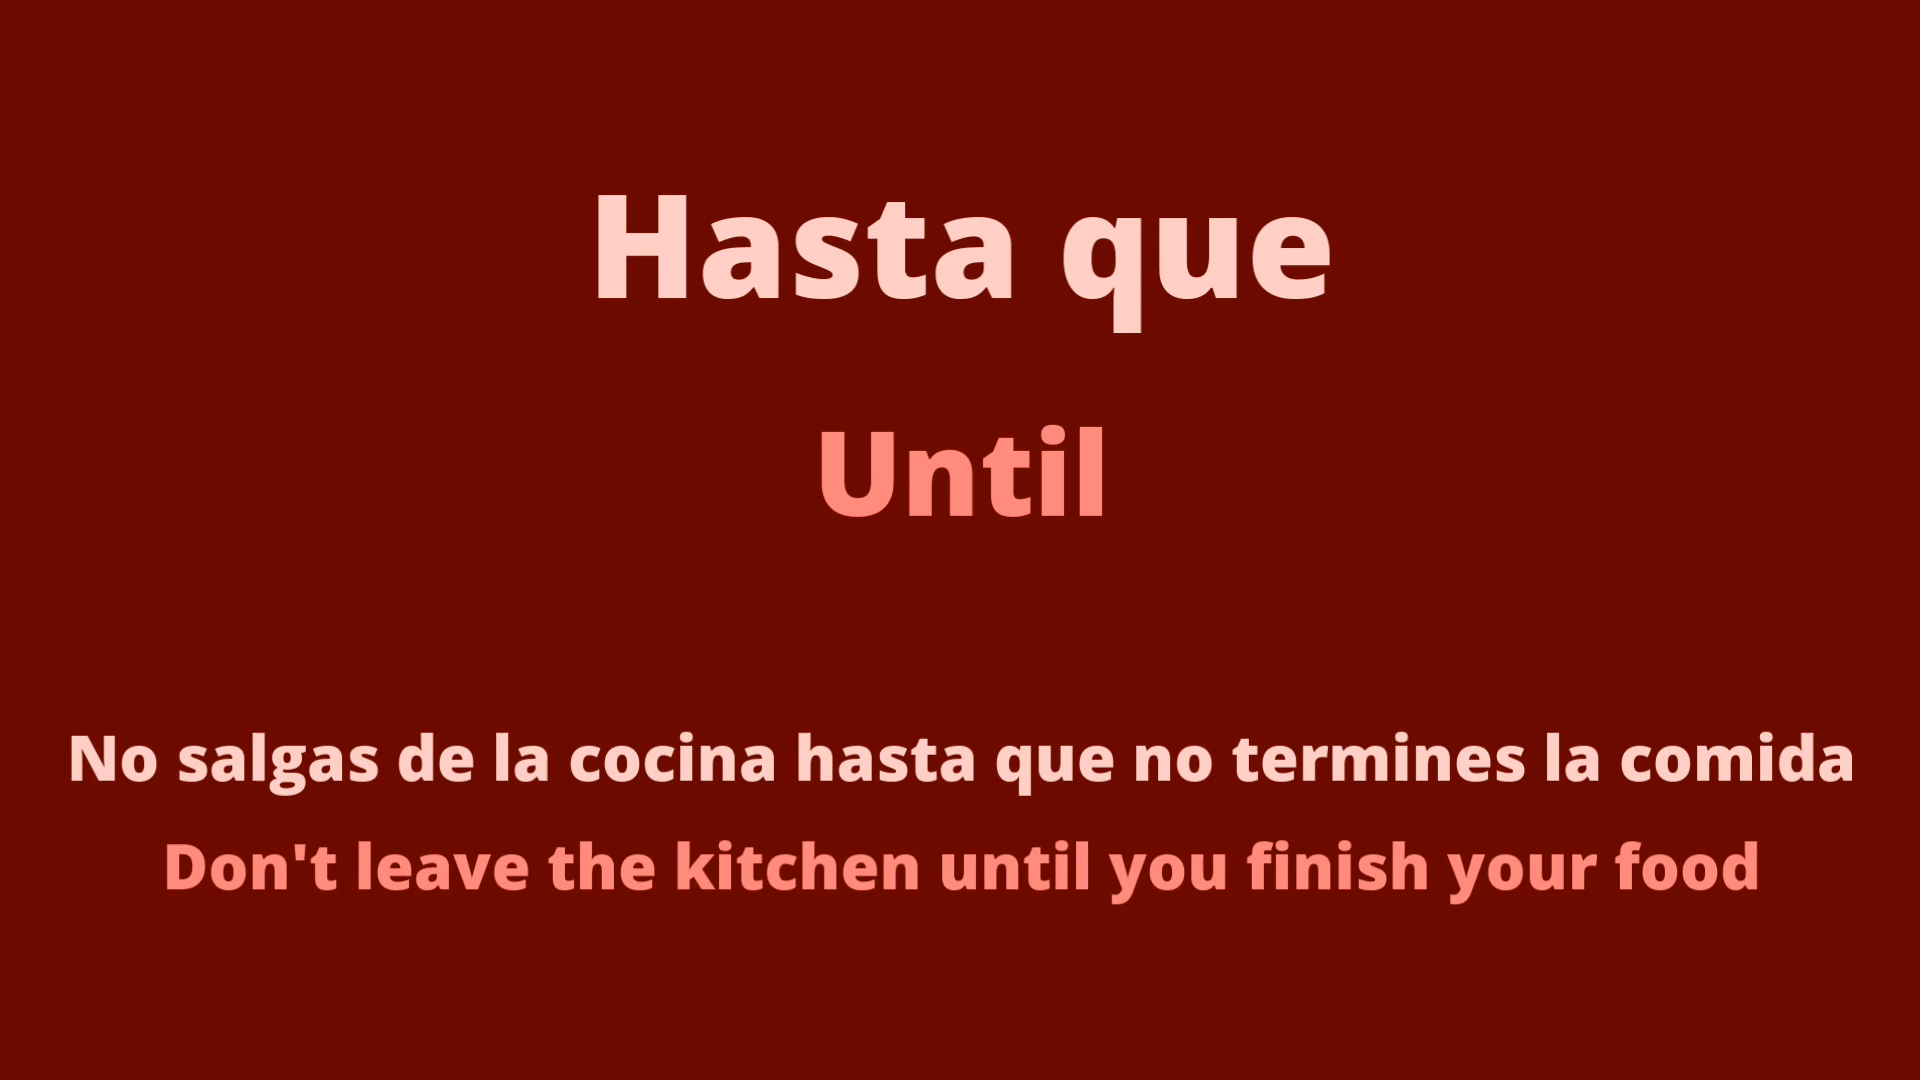 Hasta que
Until
No salgas de la cocina hasta que no termines la comida
Don't leave the kitchen until you finish your food